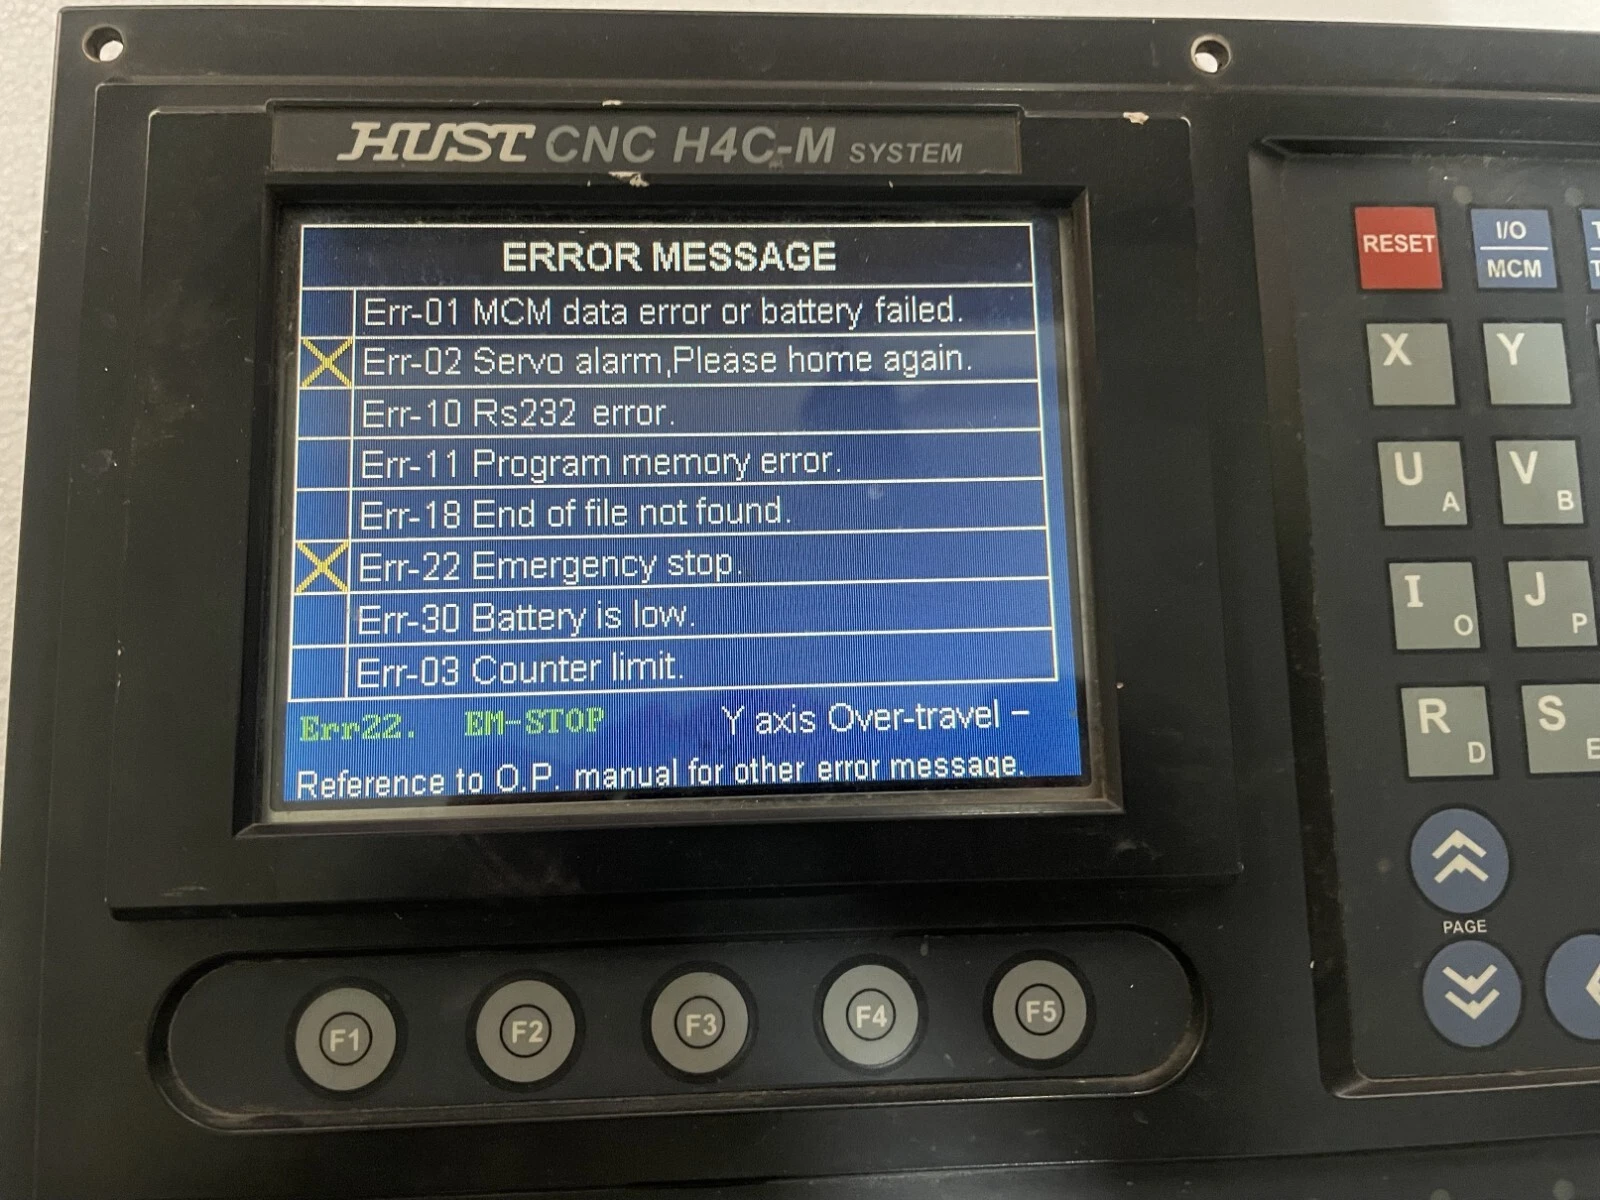 HUST CNC H4C-M SYSTEM
ERROR MESSAGE
Err-01 MCM data error or battery failed.
Err-02 Servo alarm,Please home again.
Err-10 Rs232 error.
Err-11 Program memory error.
Err-18 End of file not found.
Err-22 Emergency stop.
Err-30 Battery is low.
Err-03 Counter limit.
Err22. EM-STOP Y axis Over-travel -
Reference to O.P. manual for other error message.
F1 F2 F3 F4 F5
RESET I/O MCM
X Y
U A V B
I O J P
R D S E
PAGE